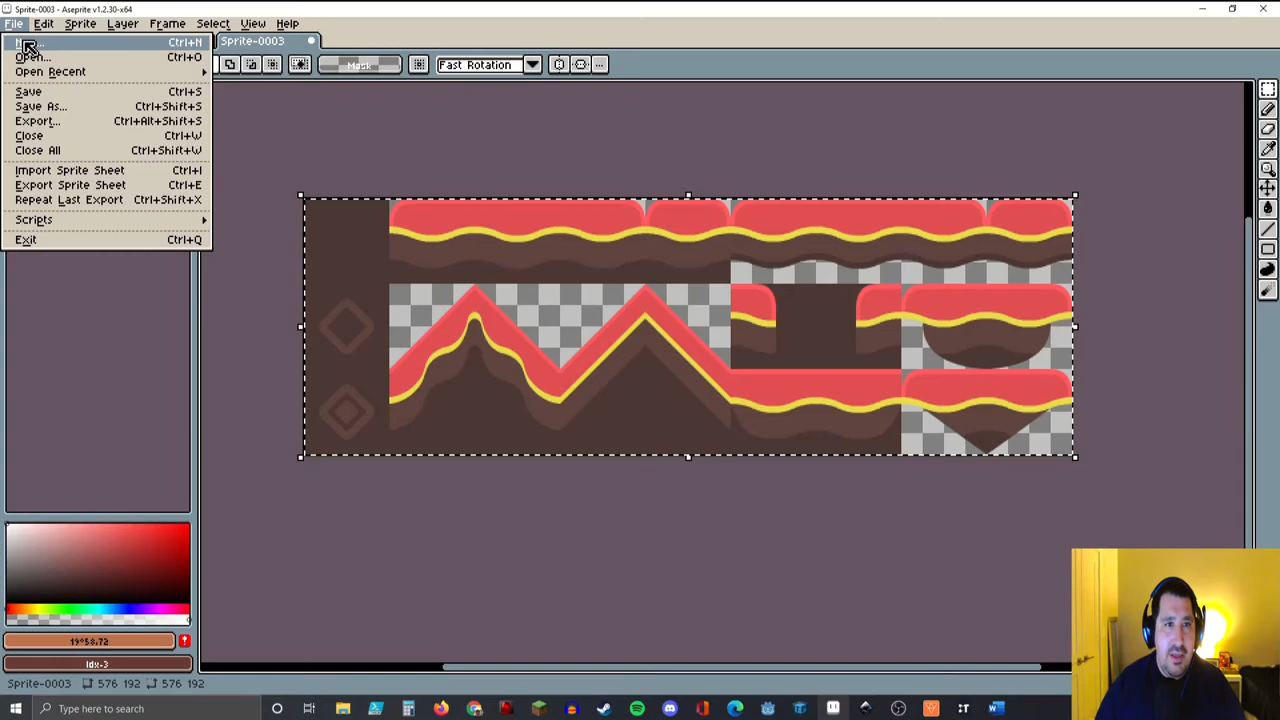 Sprite-0003 - Aseprite v1.2.30-x64
File Edit Sprite Layer Frame Select View Help
Ctrl+N
Sprite-0003
Open... Ctrl+O
Mask
Fast Rotation
Open Recent
Save Ctrl+S
Save As... Ctrl+Shift+S
Export... Ctrl+Alt+Shift+S
Close Ctrl+W
Close All Ctrl+Shift+W
Import Sprite Sheet Ctrl+I
Export Sprite Sheet Ctrl+E
Repeat Last Export Ctrl+Shift+X
Scripts
Exit Ctrl+Q
Idx-3
Sprite-0003 576 192 576 192
Type here to search